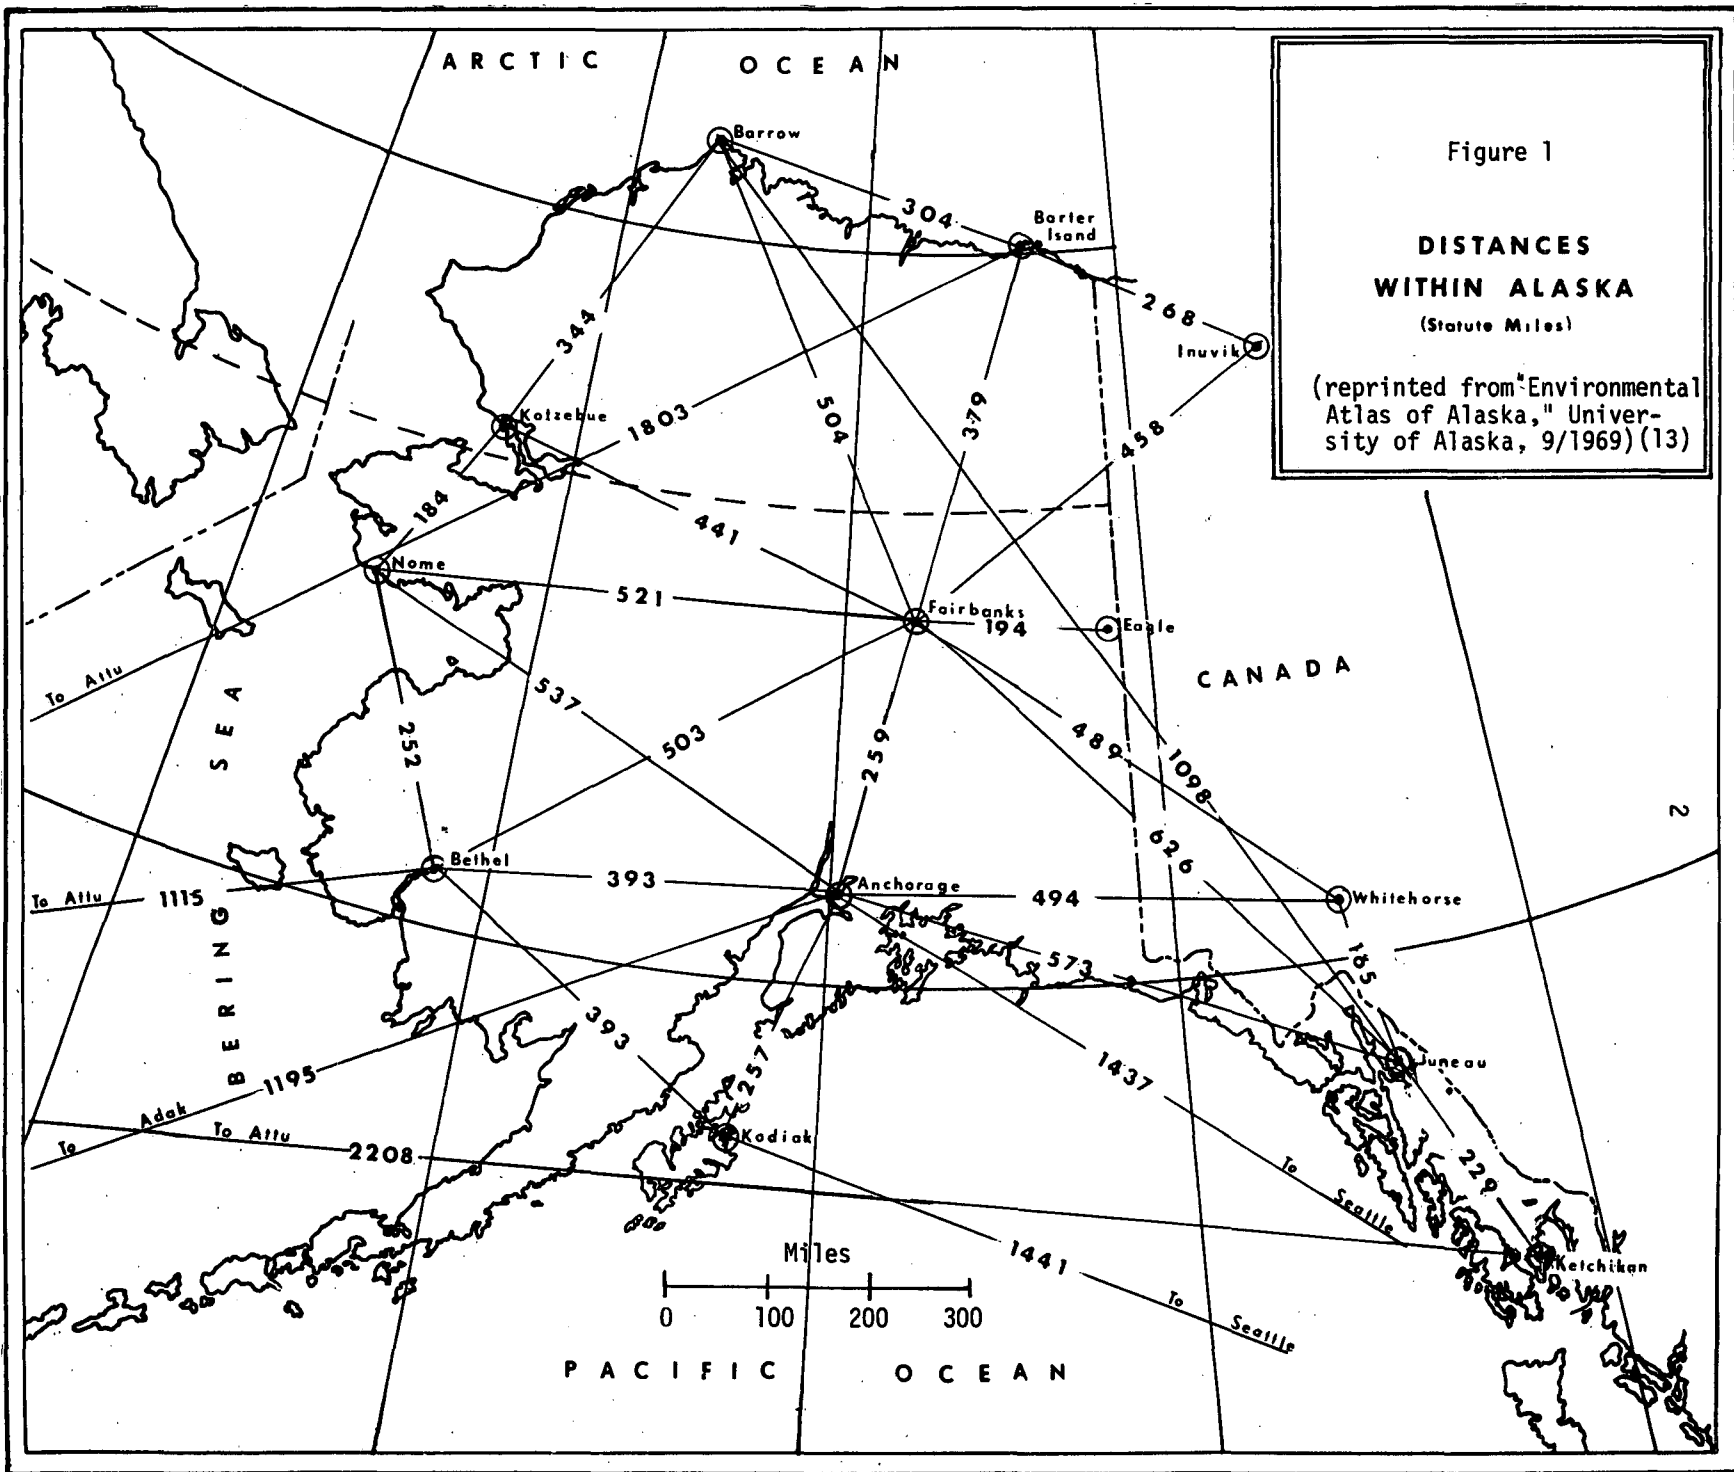 ARCTIC OCEAN
Figure 1
DISTANCES
WITHIN ALASKA
(Statute Miles)
(reprinted from "Environmental
Atlas of Alaska," Univer-
sity of Alaska, 9/1969)(13)
Barrow
304
Barter
Isand
268
Inuvik
344
Kotzebue
1803
504
379
458
184
441
Nome
521
Fairbanks
194
Eagle
CANADA
To Attu
537
503
252
259
489
1098
2
626
BERING SEA
Bethel
To Attu 1115
393
Anchorage
494
Whitehorse
165
573
393
257
1437
Juneau
1195
To Adak
To Attu
2208
Kodiak
To Seattle
229
Ketchikan
1441
To Seattle
Miles
0 100 200 300
PACIFIC OCEAN